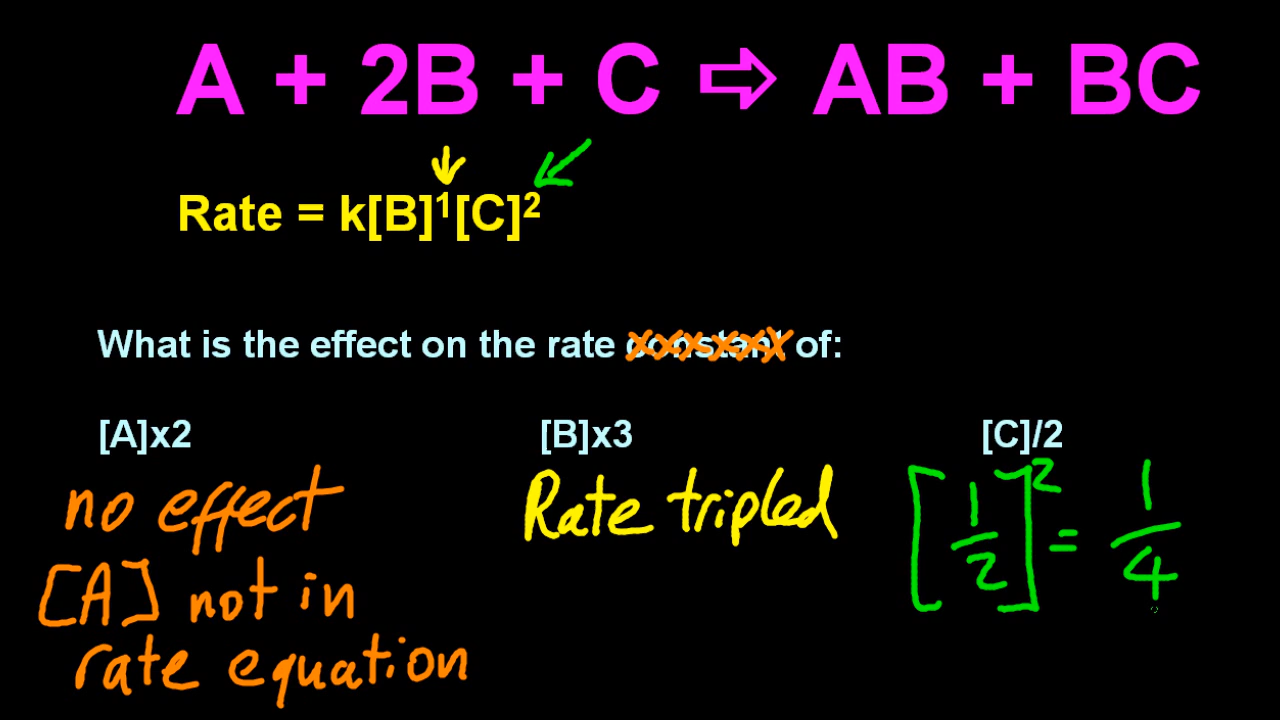 A + 2B + C ⇨ AB + BC
Rate = k[B]¹[C]²
What is the effect on the rate constant of:
[A]x2
[B]x3
[C]/2
no effect
[A] not in
rate equation
Rate tripled
[1/2]² = 1/4